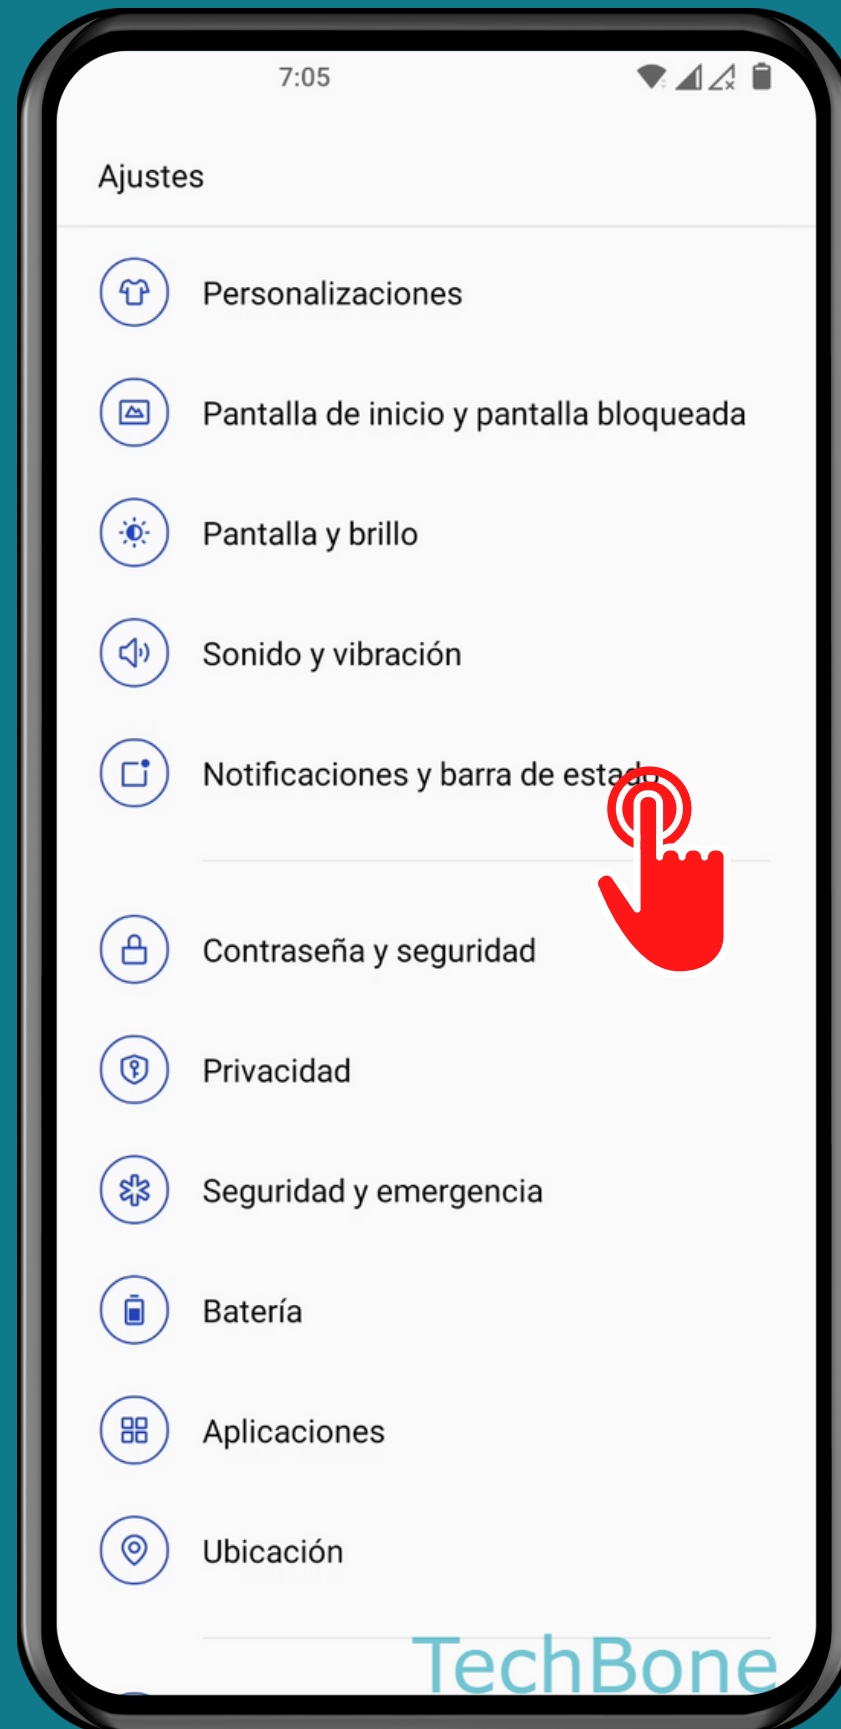 7:05
Ajustes
Personalizaciones
Pantalla de inicio y pantalla bloqueada
Pantalla y brillo
Sonido y vibración
Notificaciones y barra de estado
Contraseña y seguridad
Privacidad
Seguridad y emergencia
Batería
Aplicaciones
Ubicación
TechBone